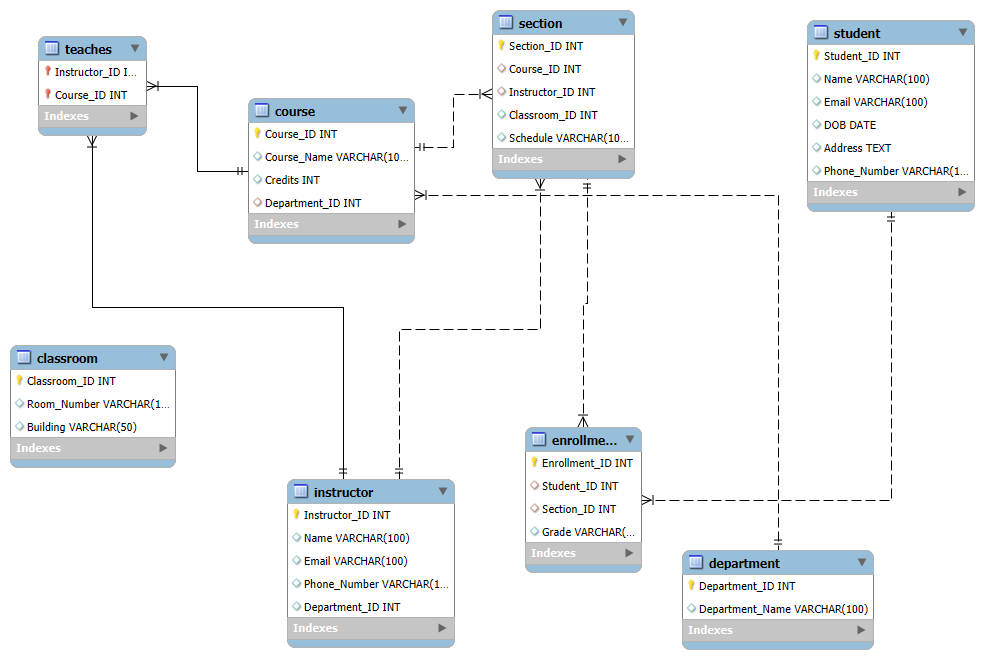 teaches
Instructor_ID I...
Course_ID INT
Indexes
course
Course_ID INT
Course_Name VARCHAR(10...
Credits INT
Department_ID INT
Indexes
section
Section_ID INT
Course_ID INT
Instructor_ID INT
Classroom_ID INT
Schedule VARCHAR(10...
Indexes
student
Student_ID INT
Name VARCHAR(100)
Email VARCHAR(100)
DOB DATE
Address TEXT
Phone_Number VARCHAR(1...
Indexes
classroom
Classroom_ID INT
Room_Number VARCHAR(1...
Building VARCHAR(50)
Indexes
instructor
Instructor_ID INT
Name VARCHAR(100)
Email VARCHAR(100)
Phone_Number VARCHAR(1...
Department_ID INT
Indexes
enrollme...
Enrollment_ID INT
Student_ID INT
Section_ID INT
Grade VARCHAR(...
Indexes
department
Department_ID INT
Department_Name VARCHAR(100)
Indexes